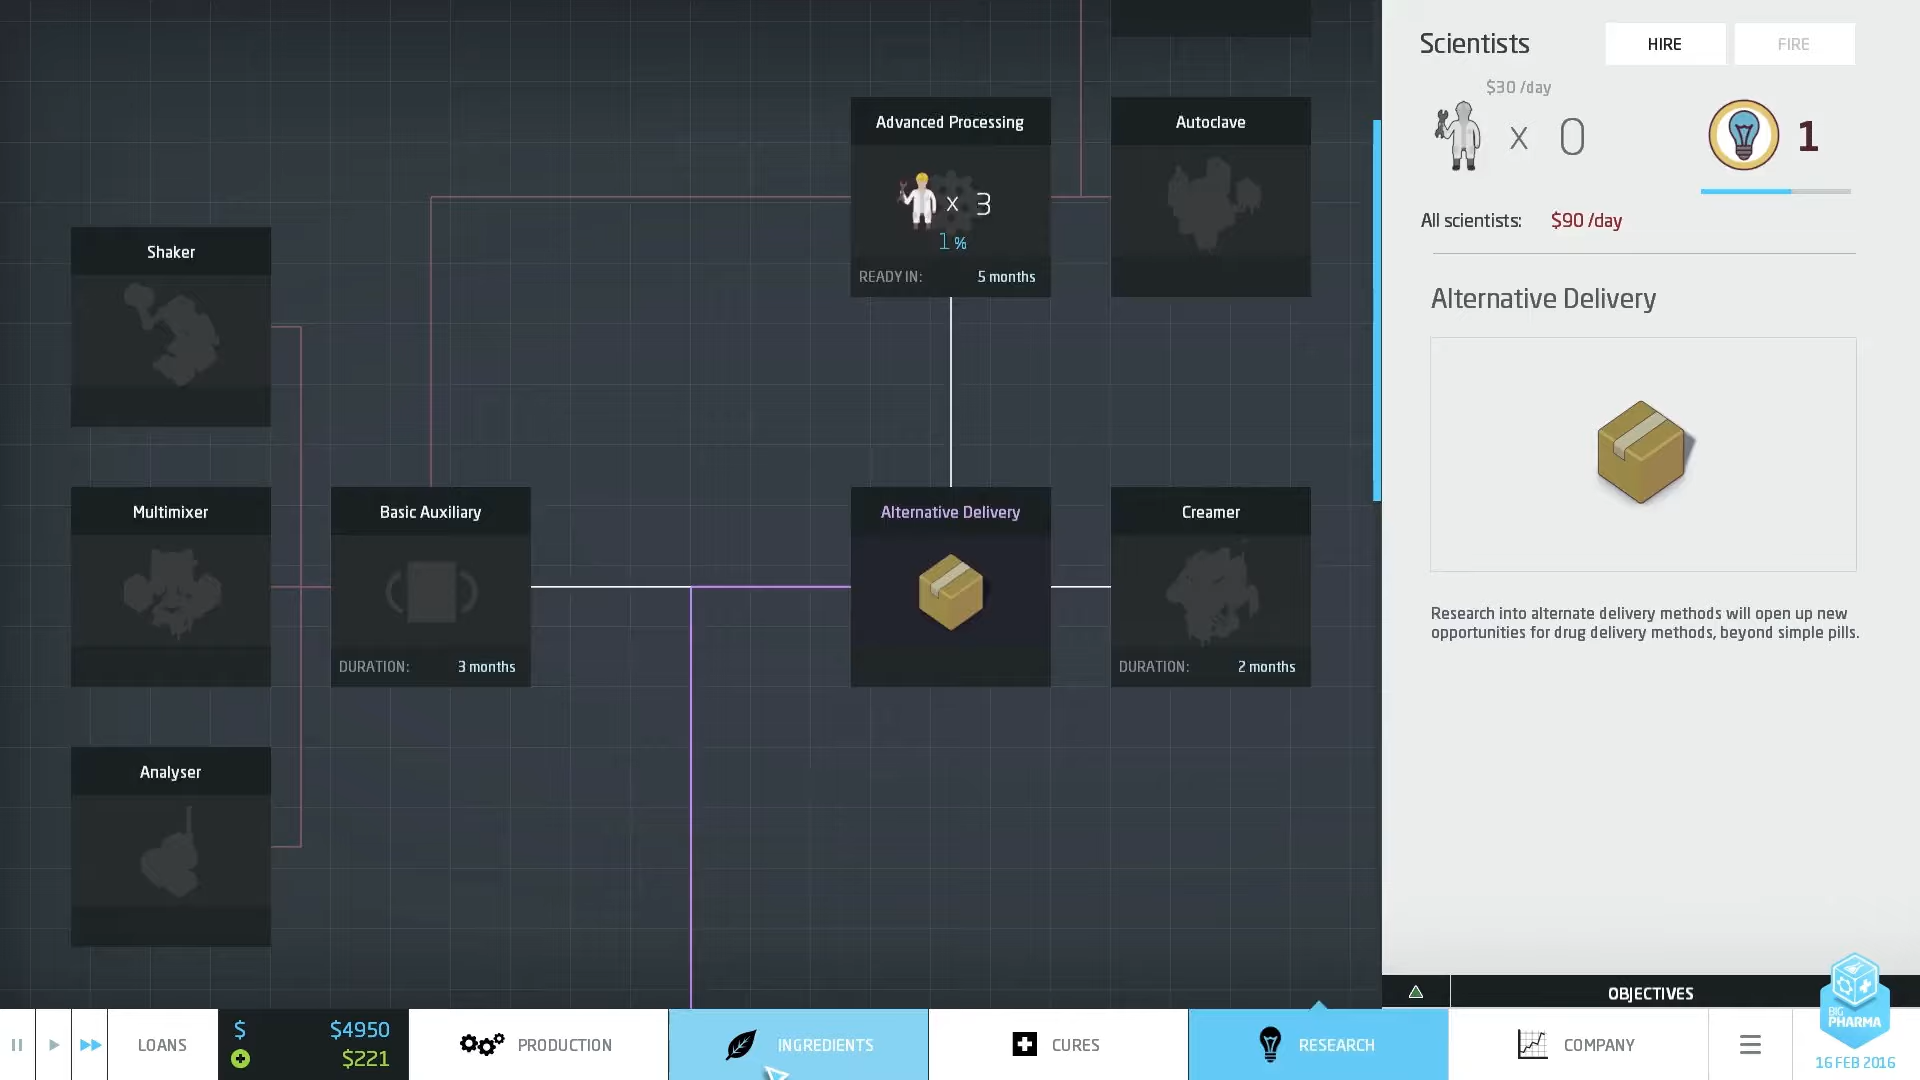 Scientists
HIRE
FIRE
$30 /day
x 0
1
All scientists: $90 /day
Alternative Delivery
Research into alternate delivery methods will open up new
opportunities for drug delivery methods, beyond simple pills.
Advanced Processing
x 3
1 %
READY IN: 5 months
Autoclave
Shaker
Multimixer
Basic Auxiliary
DURATION: 3 months
Alternative Delivery
Creamer
DURATION: 2 months
Analyser
OBJECTIVES
LOANS
$ $4950
$221
PRODUCTION
INGREDIENTS
CURES
RESEARCH
COMPANY
BIG
PHARMA
16 FEB 2016